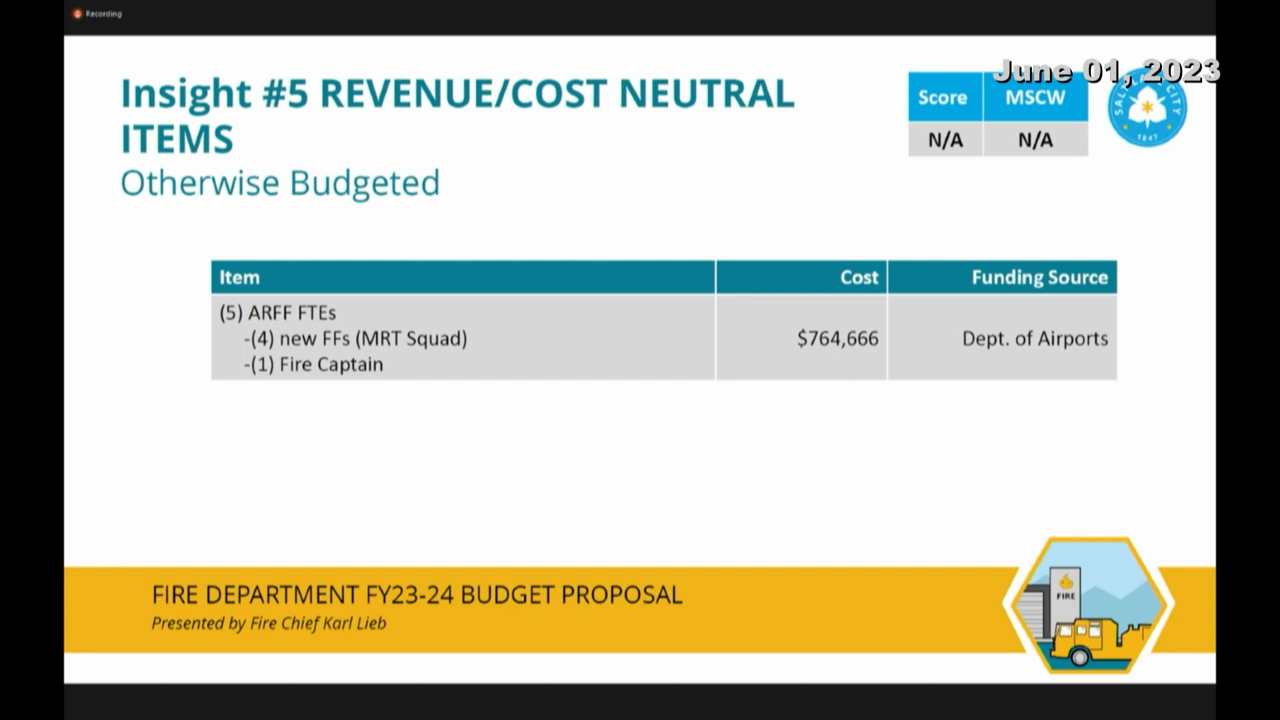 Recording
June 01, 2023
Insight #5 REVENUE/COST NEUTRAL
ITEMS
Otherwise Budgeted
Score MSCW
N/A N/A
CITY
1847
Item Cost Funding Source
(5) ARFF FTEs
-(4) new FFs (MRT Squad) $764,666 Dept. of Airports
-(1) Fire Captain
FIRE DEPARTMENT FY23-24 BUDGET PROPOSAL
Presented by Fire Chief Karl Lieb
FIRE